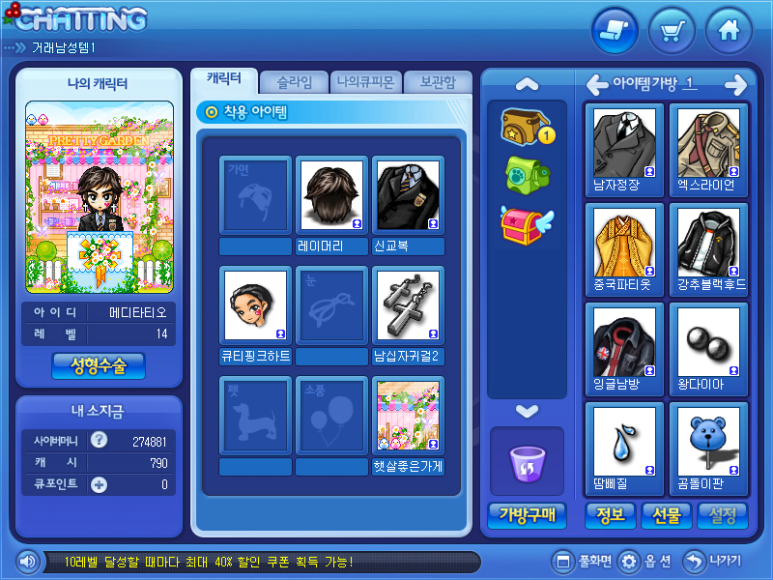 CHATTING
거래남성템1
나의 캐릭터
PRETTYGARDEN
아 이 디 메디타티오
레 벨 14
성형수술
내 소지금
사이버머니 ? 274881
캐 시 790
큐포인트 + 0
캐릭터 슬라임 나의큐피몬 보관함
착용 아이템
가면
레이머리
신교복
큐티핑크하트
눈
남십자귀걸2
펫
소품
햇살좋은가게
1
가방구매
아이템가방 1
남자정장 엑스라이언
중국파티옷 강추블랙후드
잉글남방 왕다이아
땀삐질 곰돌이판
정보 선물 설정
10레벨 달성할 때마다 최대 40% 할인 쿠폰 획득 가능!
풀화면 옵션 나가기